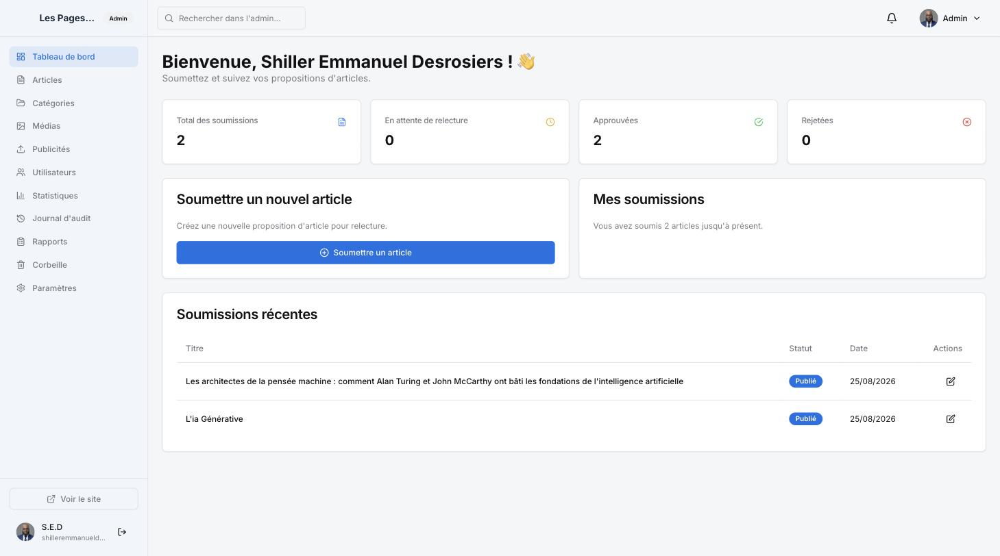 Les Pages... Admin
Rechercher dans l'admin...
Admin
Tableau de bord
Articles
Catégories
Médias
Publicités
Utilisateurs
Statistiques
Journal d'audit
Rapports
Corbeille
Paramètres
Voir le site
S.E.D
shilleremmanueld...
Bienvenue, Shiller Emmanuel Desrosiers ! 👋
Soumettez et suivez vos propositions d'articles.
Total des soumissions
2
En attente de relecture
0
Approuvées
2
Rejetées
0
Soumettre un nouvel article
Créez une nouvelle proposition d'article pour relecture.
Soumettre un article
Mes soumissions
Vous avez soumis 2 articles jusqu'à présent.
Soumissions récentes
Titre Statut Date Actions
Les architectes de la pensée machine : comment Alan Turing et John McCarthy ont bâti les fondations de l'intelligence artificielle Publié 25/08/2026
L'ia Générative Publié 25/08/2026